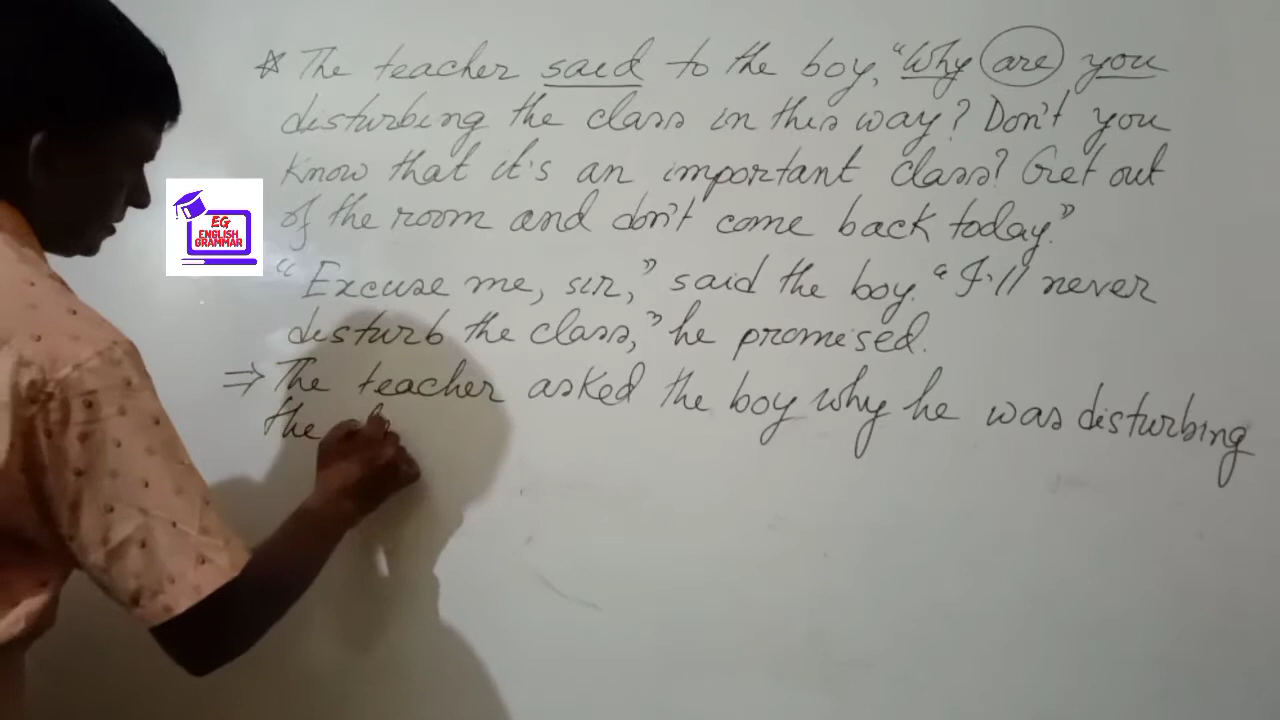 * The teacher said to the boy, "Why are you
disturbing the class in this way? Don't you
know that it's an important class? Get out
of the room and don't come back today."
"Excuse me, sir," said the boy. "I'll never
disturb the class," he promised.
⇒ The teacher asked the boy why he was disturbing
the
EG
ENGLISH
GRAMMAR